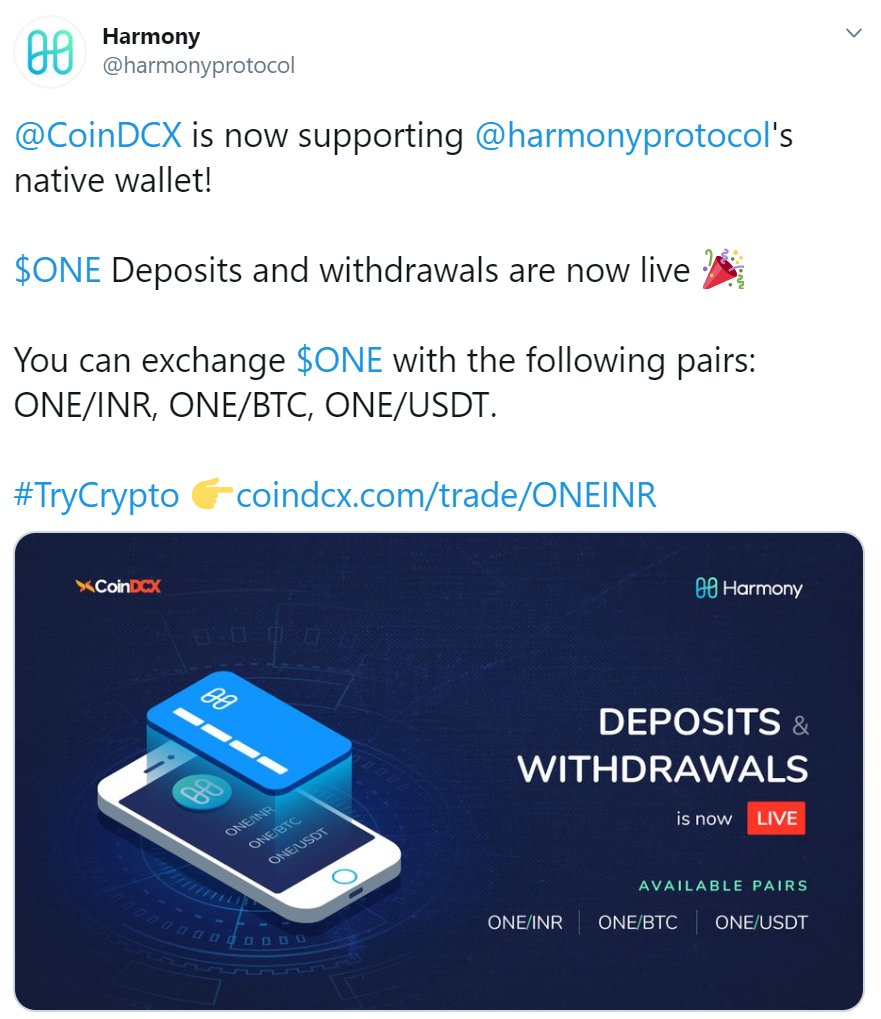 Harmony
@harmonyprotocol
@CoinDCX is now supporting @harmonyprotocol's
native wallet!
$ONE Deposits and withdrawals are now live 🎉
You can exchange $ONE with the following pairs:
ONE/INR, ONE/BTC, ONE/USDT.
#TryCrypto 👉coindcx.com/trade/ONEINR
CoinDCX
Harmony
ONE/INR
ONE/BTC
ONE/USDT
DEPOSITS &
WITHDRAWALS
is now LIVE
AVAILABLE PAIRS
ONE/INR | ONE/BTC | ONE/USDT